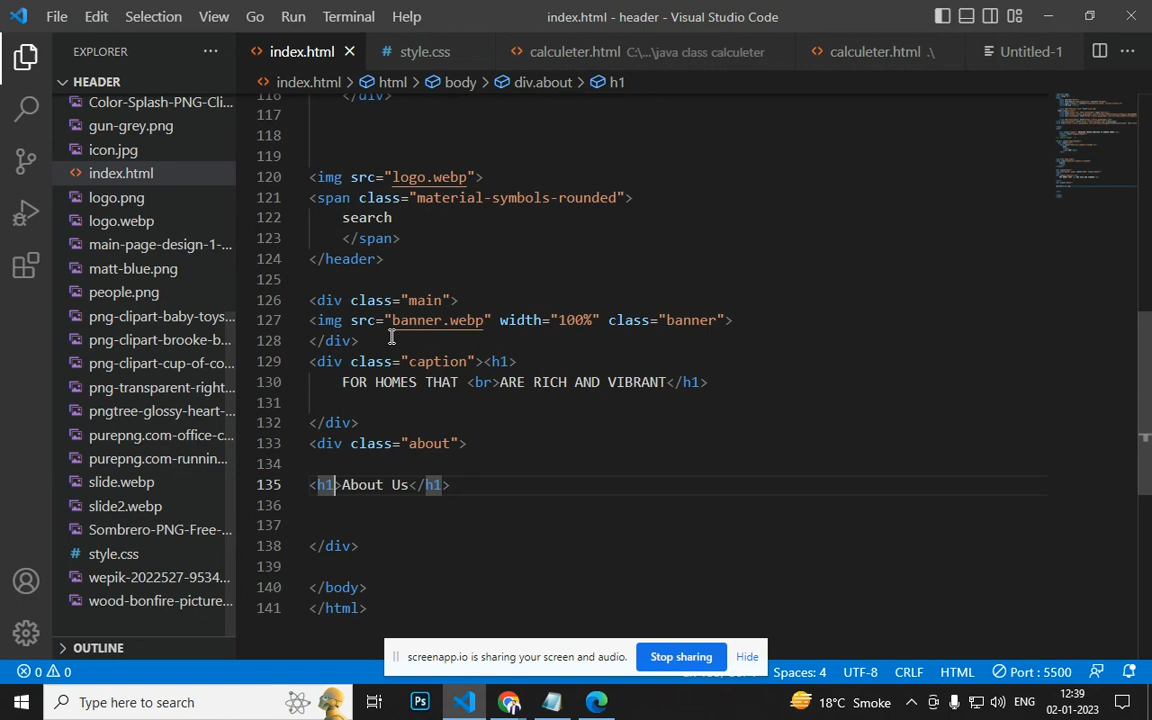 File Edit Selection View Go Run Terminal Help
index.html - header - Visual Studio Code
EXPLORER
index.html
style.css
calculeter.html C:\...\java class calculeter
calculeter.html .\
Untitled-1
HEADER
index.html > html > body > div.about > h1
Color-Splash-PNG-Cli...
gun-grey.png
icon.jpg
index.html
logo.png
logo.webp
main-page-design-1-...
matt-blue.png
people.png
png-clipart-baby-toys...
png-clipart-brooke-b...
png-clipart-cup-of-co...
png-transparent-right...
pngtree-glossy-heart-...
purepng.com-office-c...
purepng.com-runnin...
slide.webp
slide2.webp
Sombrero-PNG-Free-...
style.css
wepik-2022527-9534...
wood-bonfire-picture...
OUTLINE
116 </div>
117
118
119
120 <img src="logo.webp">
121 <span class="material-symbols-rounded">
122 search
123 </span>
124 </header>
125
126 <div class="main">
127 <img src="banner.webp" width="100%" class="banner">
128 </div>
129 <div class="caption"><h1>
130 FOR HOMES THAT <br>ARE RICH AND VIBRANT</h1>
131
132 </div>
133 <div class="about">
134
135 <h1>About Us</h1>
136
137
138 </div>
139
140 </body>
141 </html>
screenapp.io is sharing your screen and audio. Stop sharing Hide
0 0
Spaces: 4 UTF-8 CRLF HTML Port : 5500
Type here to search
Ps
18°C Smoke
ENG
12:39
02-01-2023